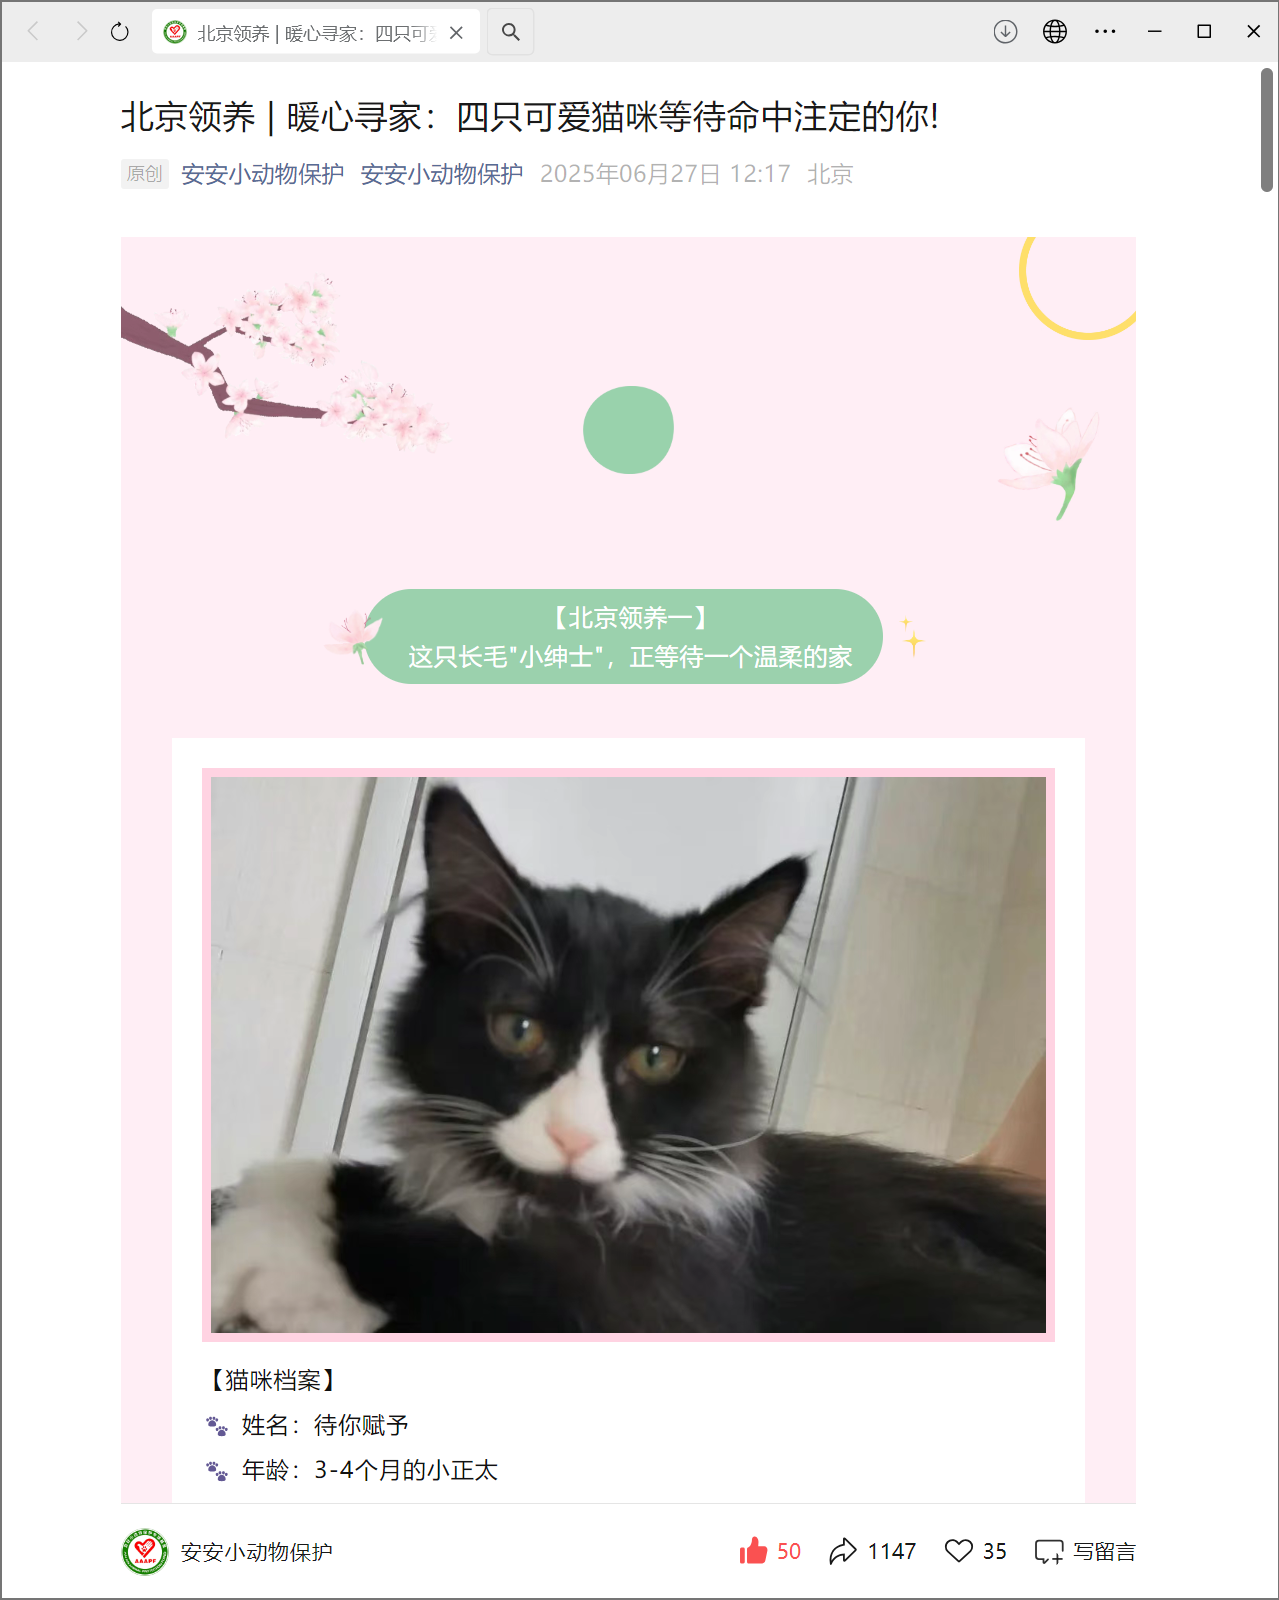 北京领养 | 暖心寻家：四只可
北京领养 | 暖心寻家：四只可爱猫咪等待命中注定的你!
原创 安安小动物保护 安安小动物保护 2025年06月27日 12:17 北京
【北京领养一】
这只长毛"小绅士"，正等待一个温柔的家
【猫咪档案】
姓名：待你赋予
年龄：3-4个月的小正太
安安小动物保护 50 1147 35 写留言